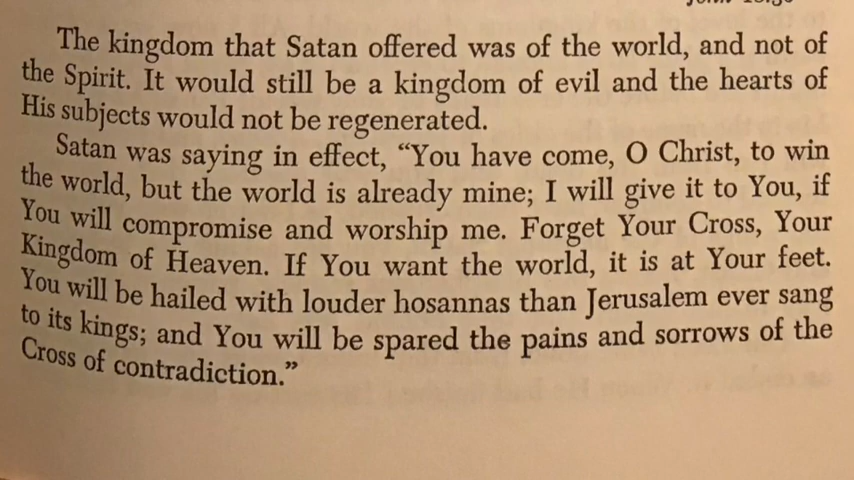 The kingdom that Satan offered was of the world, and not of
the Spirit. It would still be a kingdom of evil and the hearts of
His subjects would not be regenerated.
Satan was saying in effect, “You have come, O Christ, to win
the world, but the world is already mine; I will give it to You, if
You will compromise and worship me. Forget Your Cross, Your
Kingdom of Heaven. If You want the world, it is at Your feet.
You will be hailed with louder hosannas than Jerusalem ever sang
to its kings; and You will be spared the pains and sorrows of the
Cross of contradiction.”